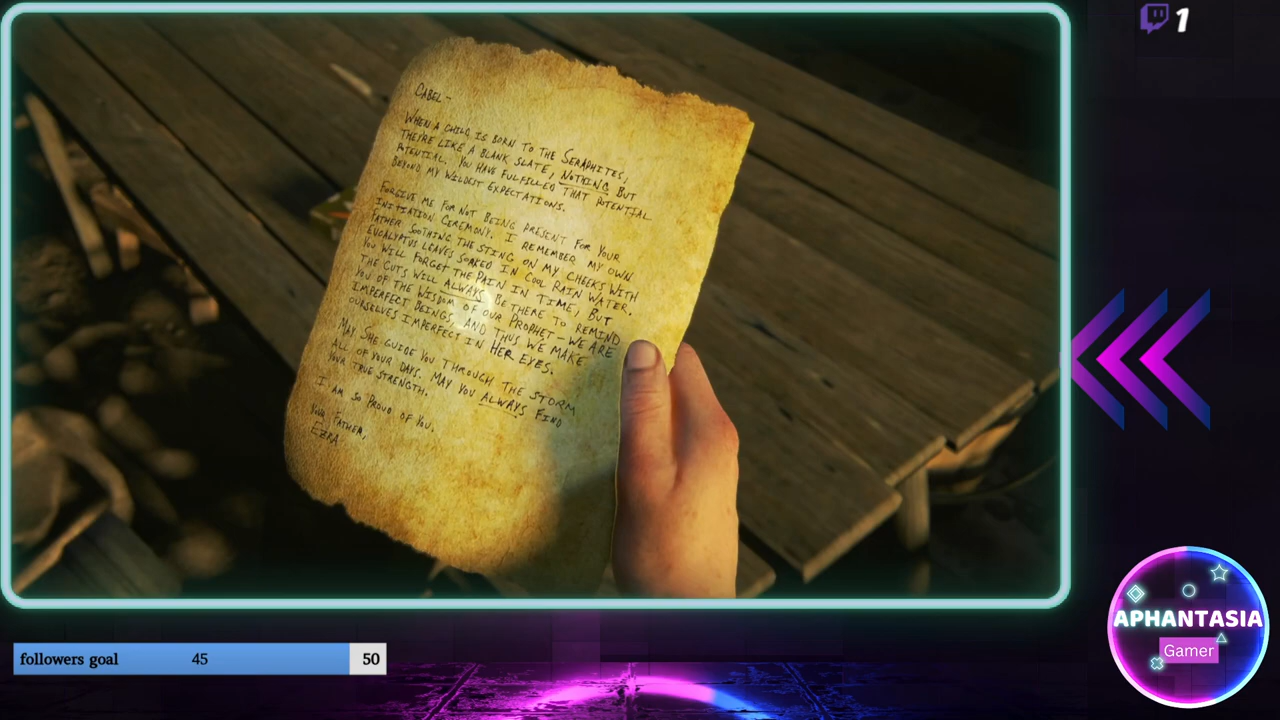 1
CABEL-
WHEN A CHILD IS BORN TO THE SERAPHITES,
THEY'RE LIKE A BLANK SLATE, NOTHING BUT
POTENTIAL. YOU HAVE FULFILLED THAT POTENTIAL
BEYOND MY WILDEST EXPECTATIONS.
FORGIVE ME FOR NOT BEING PRESENT FOR YOUR
INITIATION CEREMONY. I REMEMBER MY OWN
FATHER SOOTHING THE STING ON MY CHEEKS WITH
EUCALYPTUS LEAVES SOAKED IN COOL RAIN WATER.
YOU WILL FORGET THE PAIN IN TIME, BUT
THE CUTS WILL ALWAYS BE THERE TO REMIND
YOU OF THE WISDOM OF OUR PROPHET - WE ARE
IMPERFECT BEINGS, AND THUS WE MAKE
OURSELVES IMPERFECT IN HER EYES.
MAY SHE GUIDE YOU THROUGH THE STORM
ALL OF YOUR DAYS. MAY YOU ALWAYS FIND
YOUR TRUE STRENGTH.
I AM SO PROUD OF YOU.
YOUR FATHER,
EZRA
APHANTASIA
Gamer
followers goal 45 50